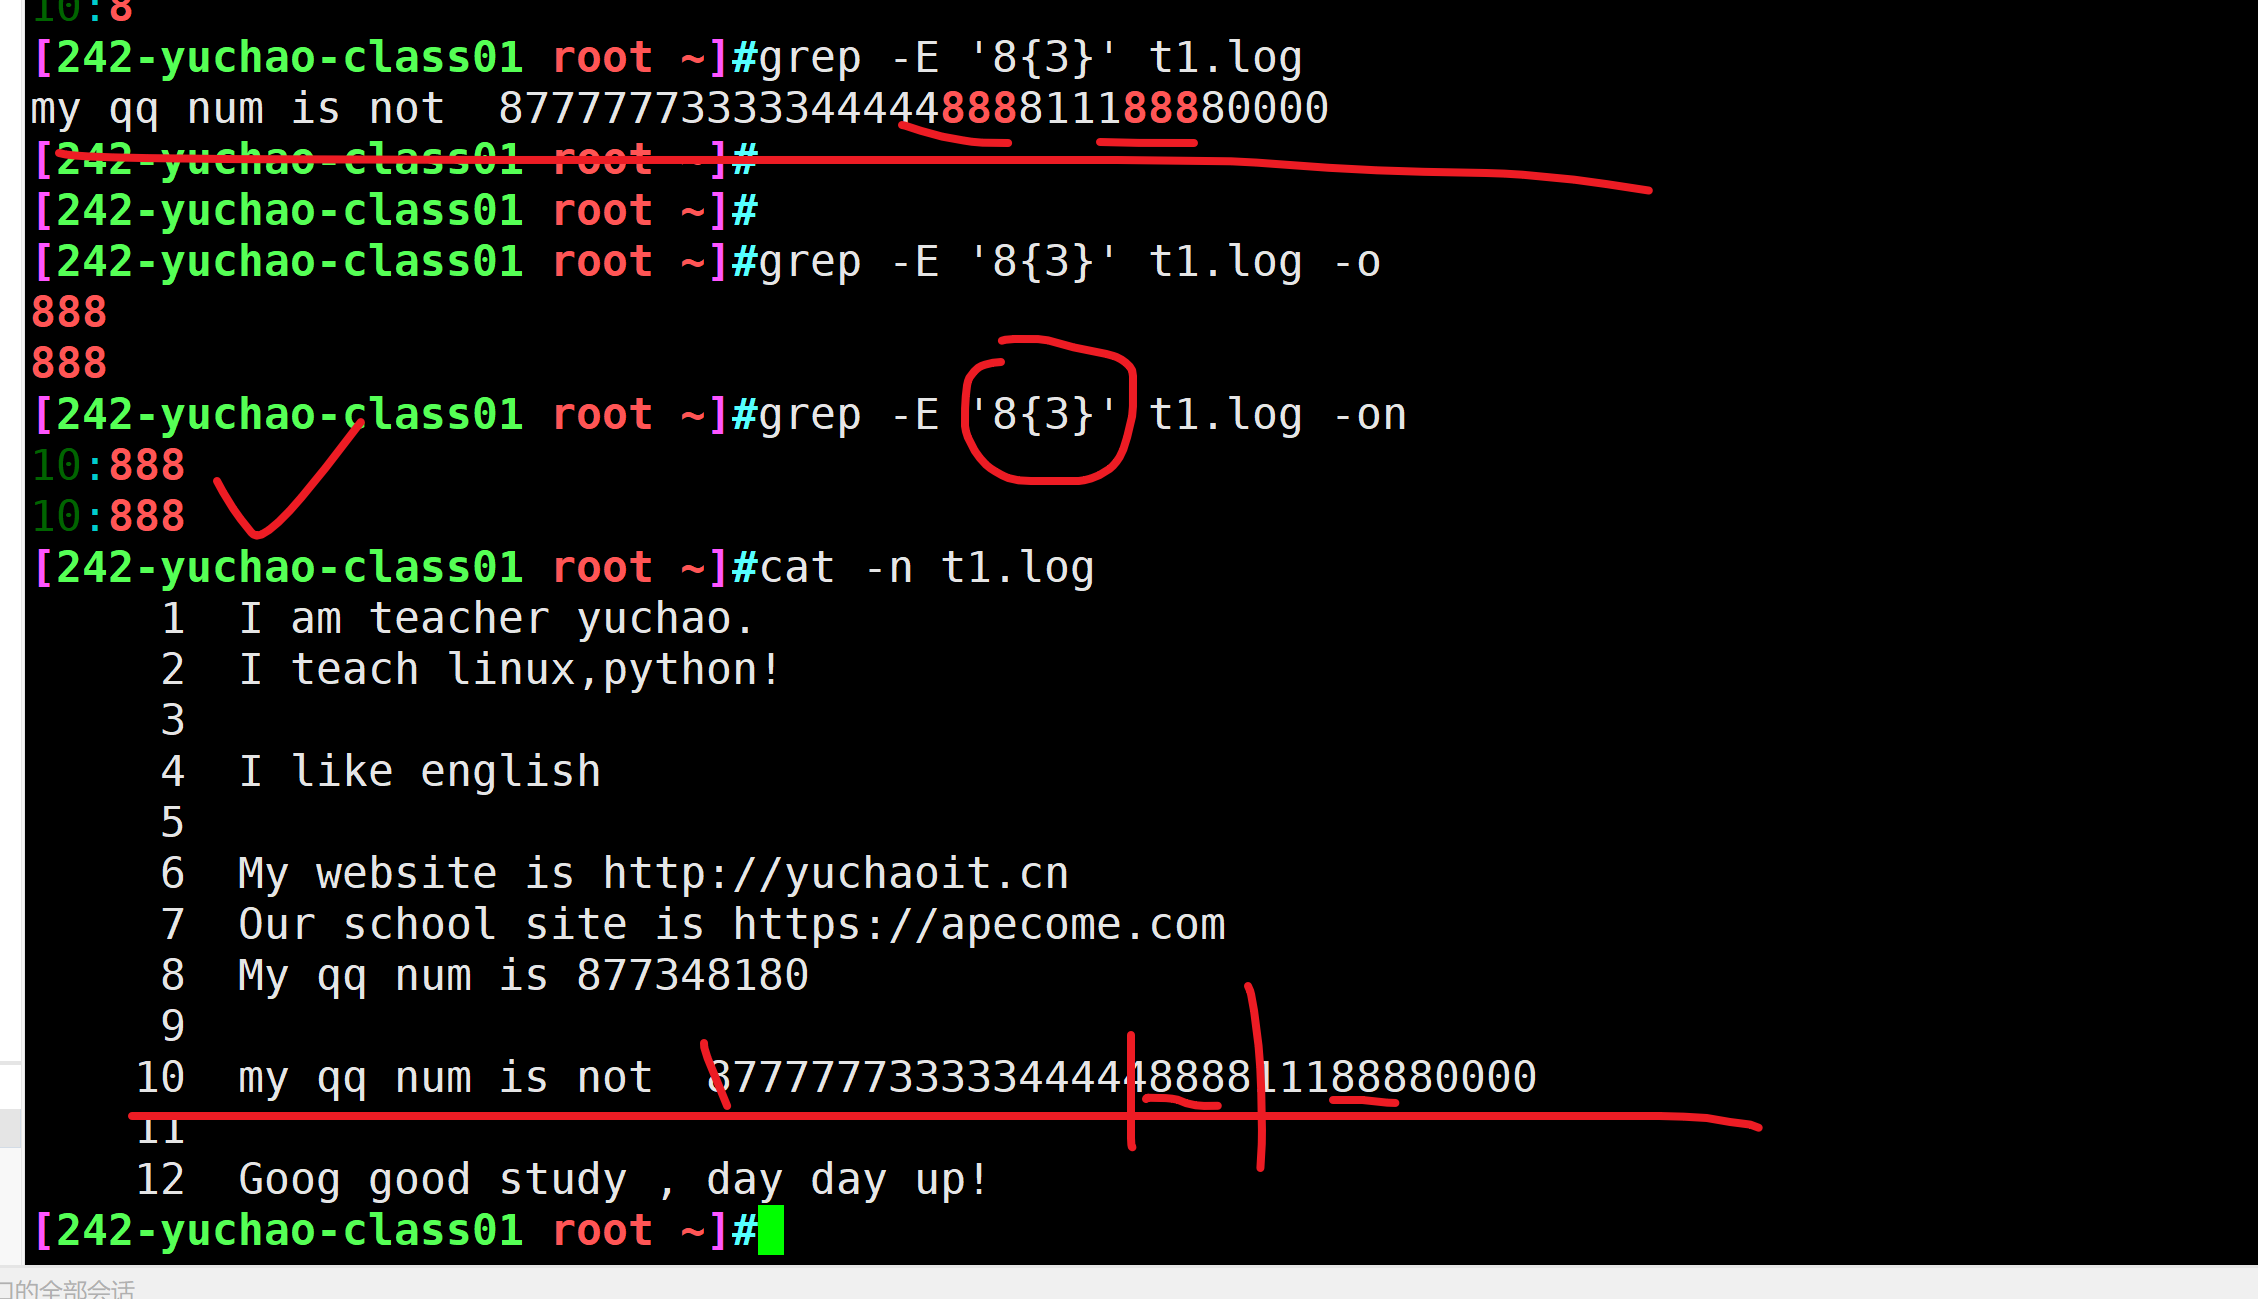 10:8
[242-yuchao-class01 root ~]#grep -E '8{3}' t1.log
my qq num is not  87777773333344444888811188880000
[242-yuchao-class01 root ~]#
[242-yuchao-class01 root ~]#
[242-yuchao-class01 root ~]#grep -E '8{3}' t1.log -o
888
888
[242-yuchao-class01 root ~]#grep -E '8{3}' t1.log -on
10:888
10:888
[242-yuchao-class01 root ~]#cat -n t1.log
1  I am teacher yuchao.
2  I teach linux,python!
3
4  I like english
5
6  My website is http://yuchaoit.cn
7  Our school site is https://apecome.com
8  My qq num is 877348180
9
10  my qq num is not  87777773333344444888811188880000
11
12  Goog good study , day day up!
[242-yuchao-class01 root ~]#
口的全部会话